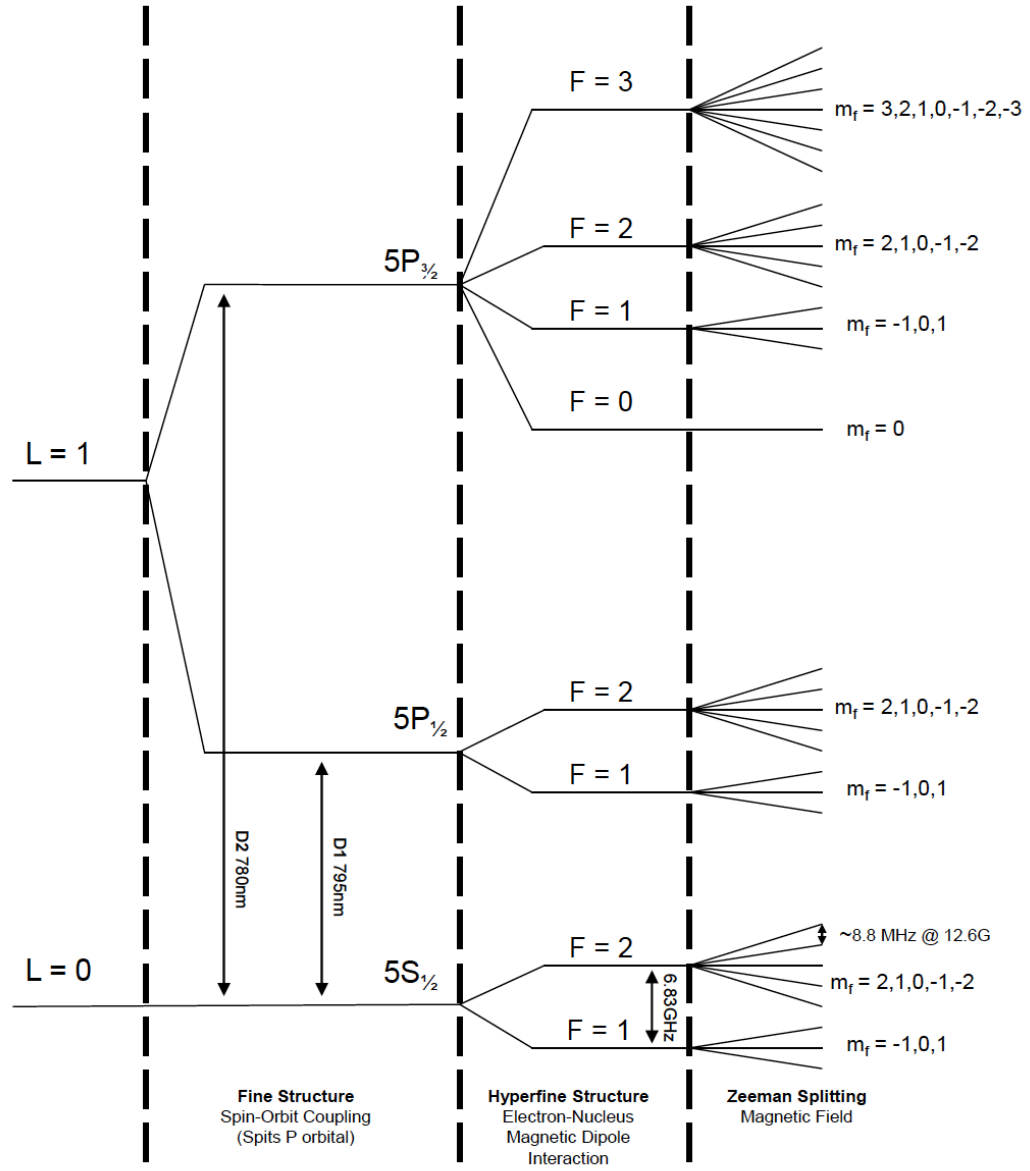 F = 3
m_f = 3,2,1,0,-1,-2,-3
F = 2
m_f = 2,1,0,-1,-2
5P_³⁄₂
F = 1
m_f = -1,0,1
F = 0
m_f = 0
L = 1
F = 2
m_f = 2,1,0,-1,-2
5P_½
F = 1
m_f = -1,0,1
D2 780nm
D1 795nm
~8.8 MHz @ 12.6G
F = 2
L = 0
5S_½
m_f = 2,1,0,-1,-2
6.83GHz
F = 1
m_f = -1,0,1
Fine Structure
Spin-Orbit Coupling
(Spits P orbital)
Hyperfine Structure
Electron-Nucleus
Magnetic Dipole
Interaction
Zeeman Splitting
Magnetic Field